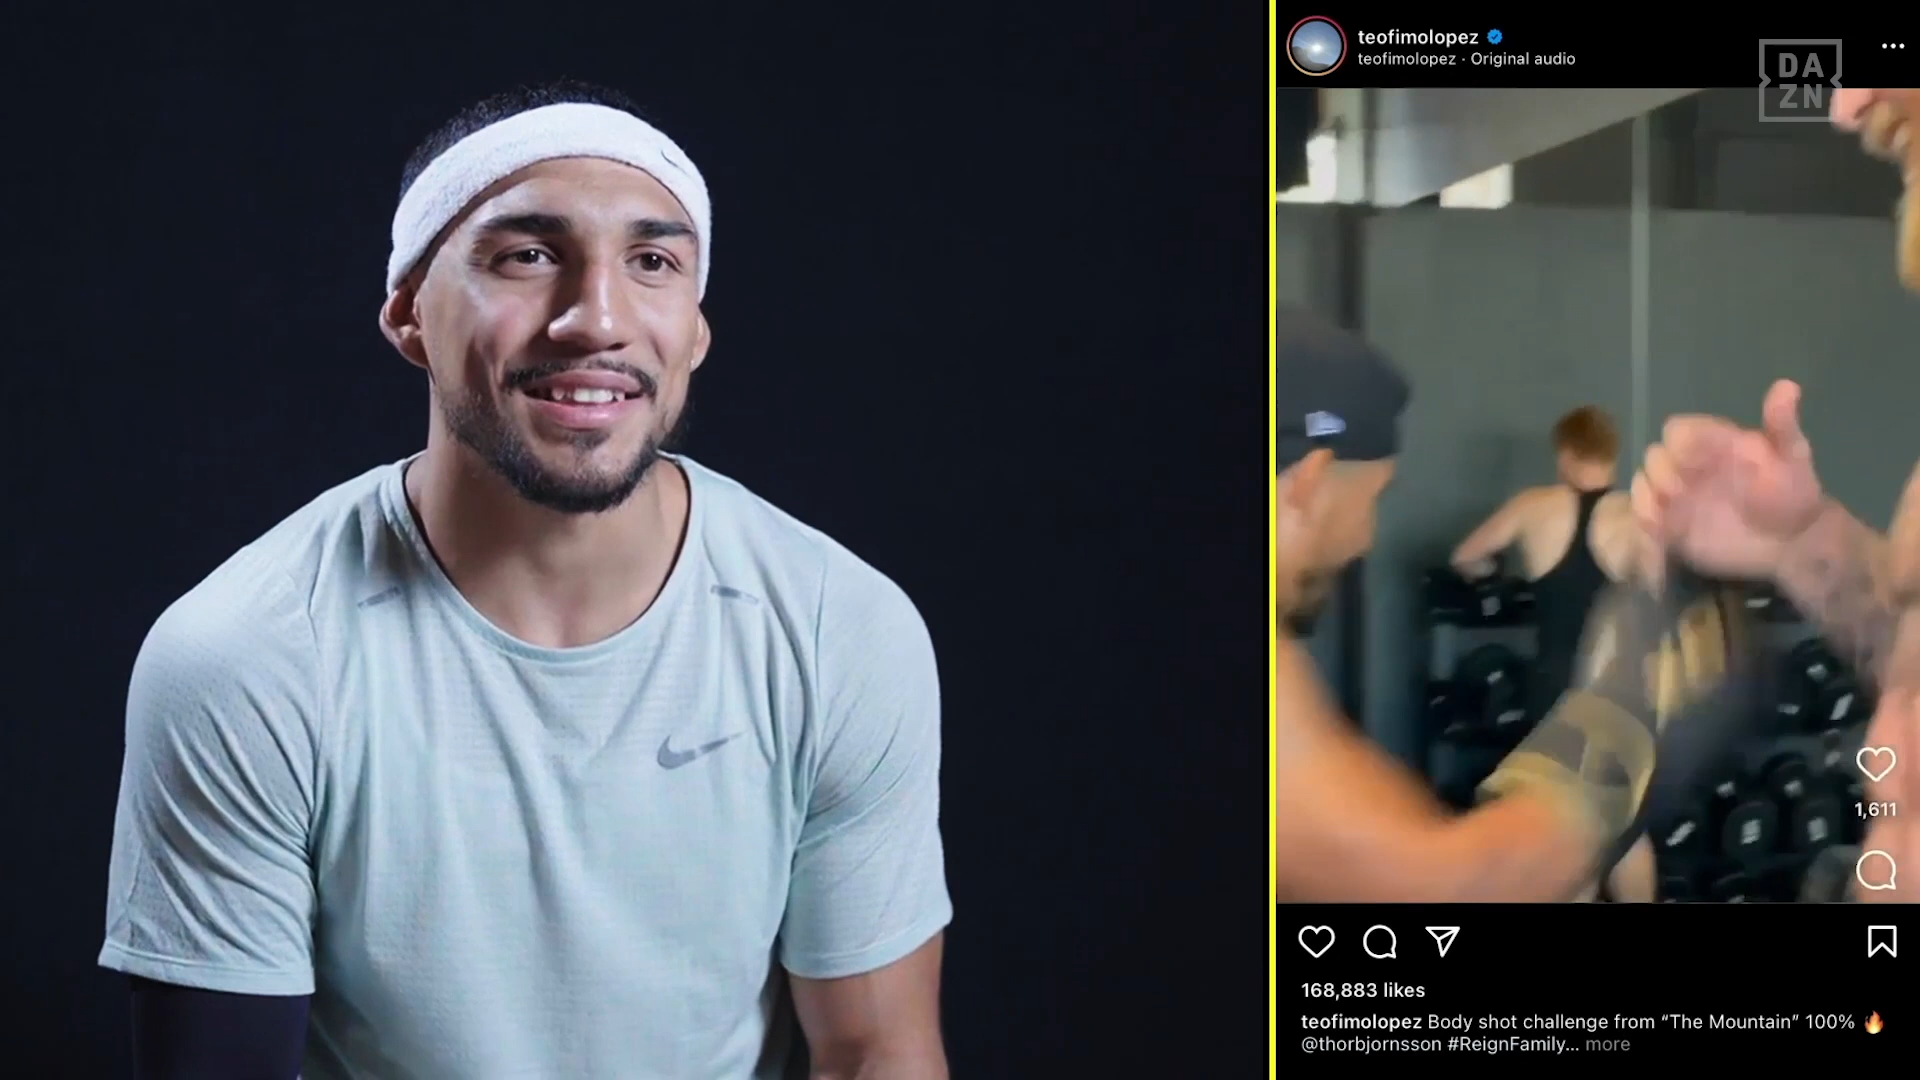 teofimolopez
teofimolopez · Original audio
DA
ZN
1,611
168,883 likes
teofimolopez Body shot challenge from “The Mountain” 100% 🔥
@thorbjornsson #ReignFamily... more